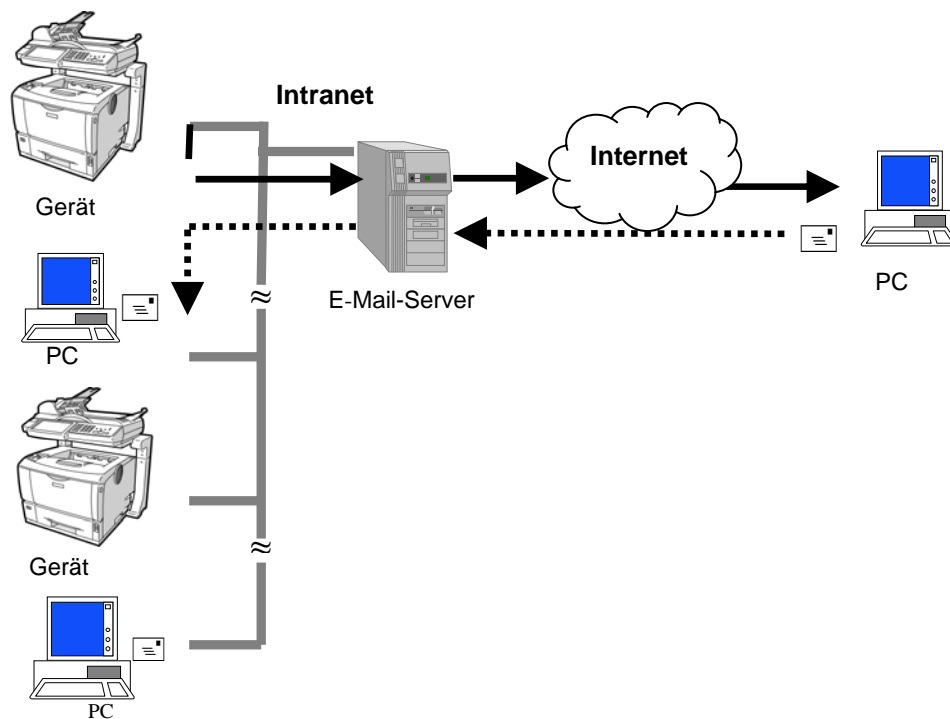 Intranet
Internet
Gerät
E-Mail-Server
PC
PC
Gerät
PC